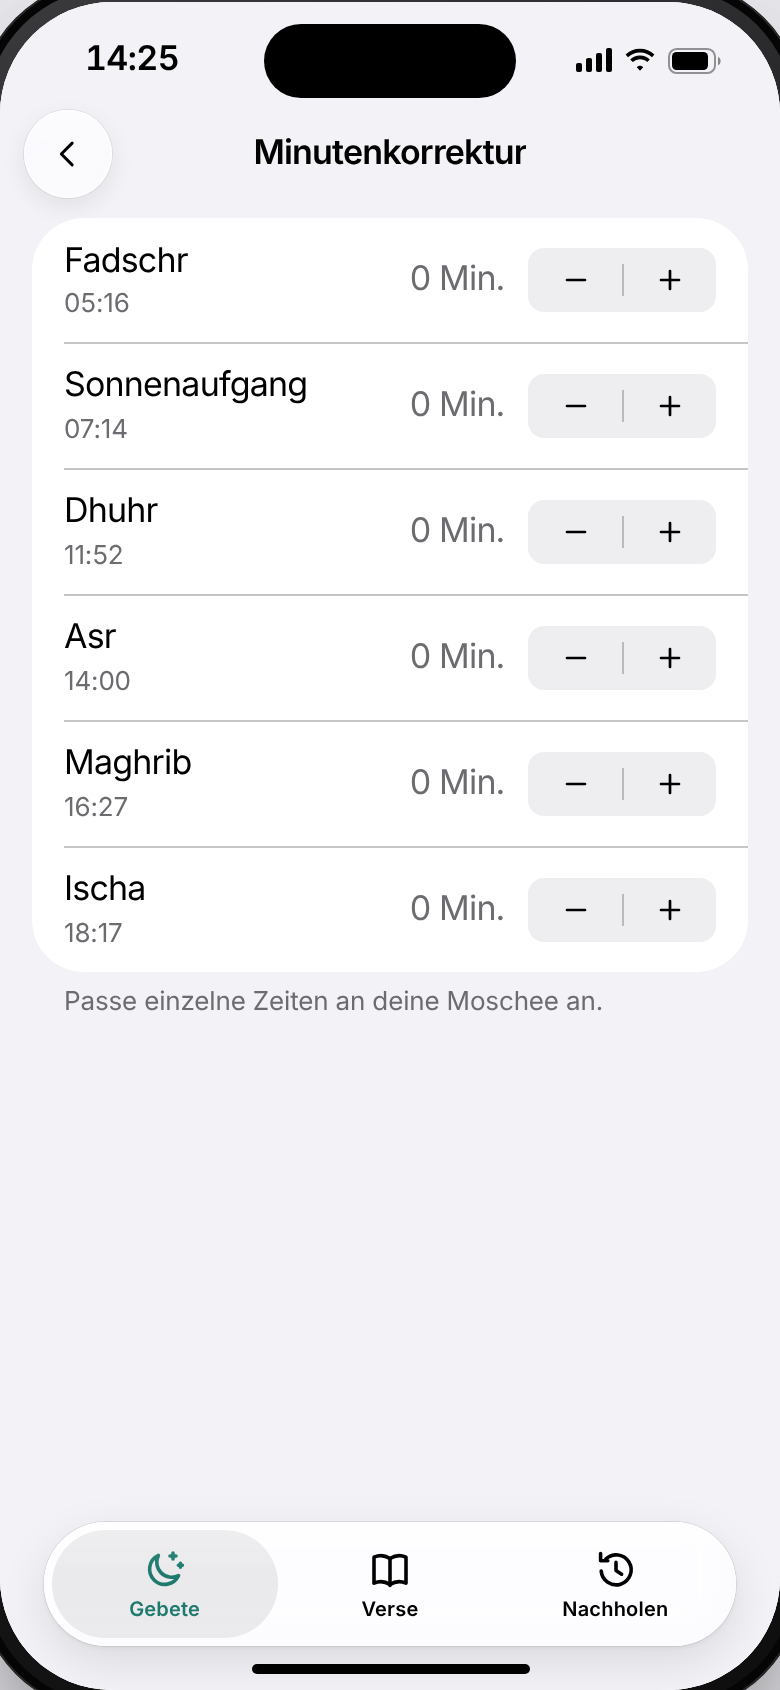 14:25
Minutenkorrektur
Fadschr
05:16
0 Min.
Sonnenaufgang
07:14
0 Min.
Dhuhr
11:52
0 Min.
Asr
14:00
0 Min.
Maghrib
16:27
0 Min.
Ischa
18:17
0 Min.
Passe einzelne Zeiten an deine Moschee an.
Gebete
Verse
Nachholen